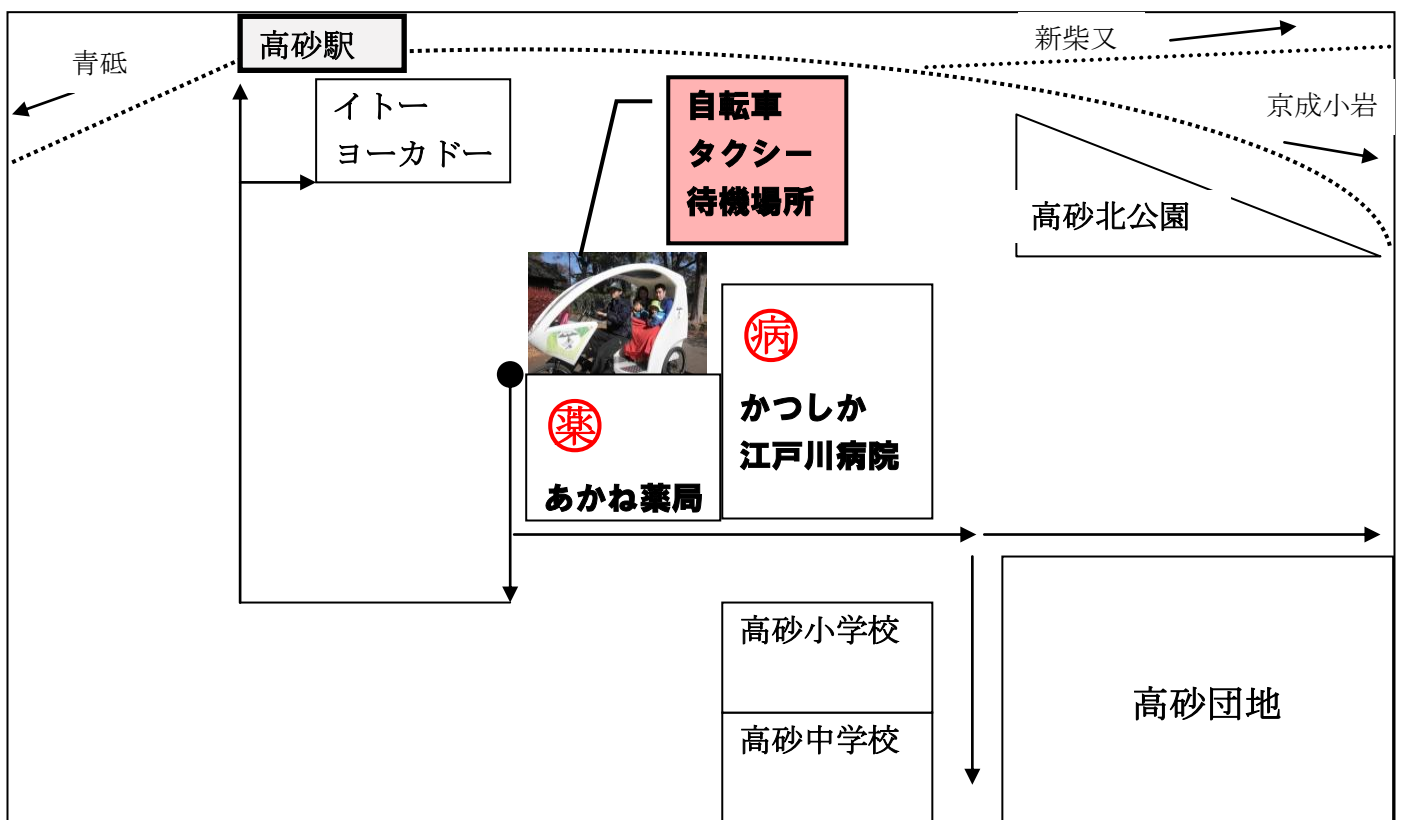 高砂駅
新柴又
青砥
イトー
ヨーカドー
自転車
タクシー
待機場所
京成小岩
高砂北公園
病
かつしか
江戸川病院
薬
あかね薬局
高砂小学校
高砂中学校
高砂団地